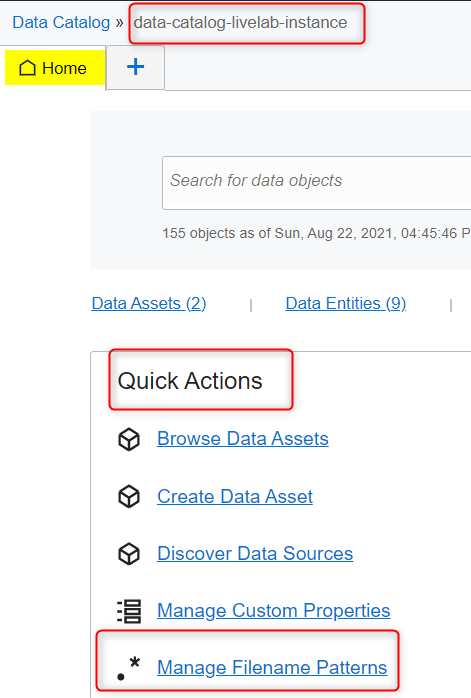 Data Catalog » data-catalog-livelab-instance
Home +
Search for data objects
155 objects as of Sun, Aug 22, 2021, 04:45:46 P
Data Assets (2) | Data Entities (9) |
Quick Actions
Browse Data Assets
Create Data Asset
Discover Data Sources
Manage Custom Properties
.* Manage Filename Patterns